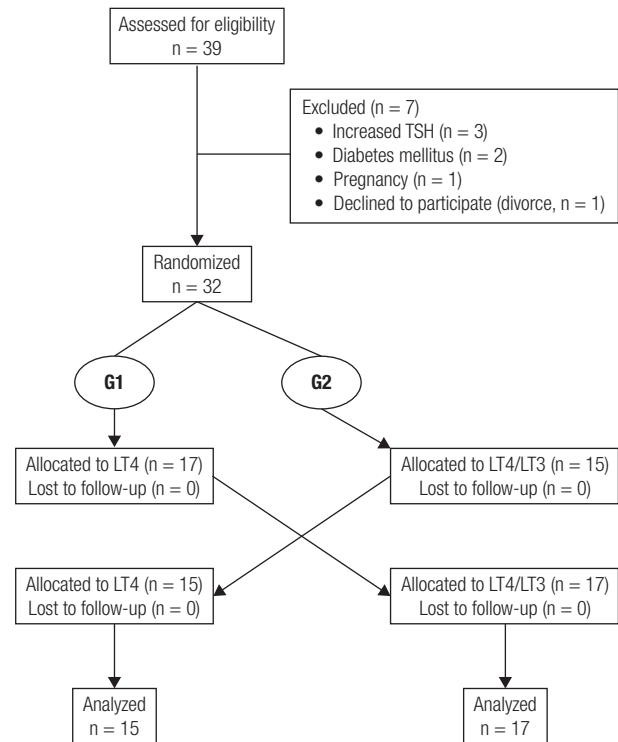 Assessed for eligibility
n = 39
Excluded (n = 7)
• Increased TSH (n = 3)
• Diabetes mellitus (n = 2)
• Pregnancy (n = 1)
• Declined to participate (divorce, n = 1)
Randomized
n = 32
G1
G2
Allocated to LT4 (n = 17)
Lost to follow-up (n = 0)
Allocated to LT4/LT3 (n = 15)
Lost to follow-up (n = 0)
Allocated to LT4 (n = 15)
Lost to follow-up (n = 0)
Allocated to LT4/LT3 (n = 17)
Lost to follow-up (n = 0)
Analyzed
n = 15
Analyzed
n = 17